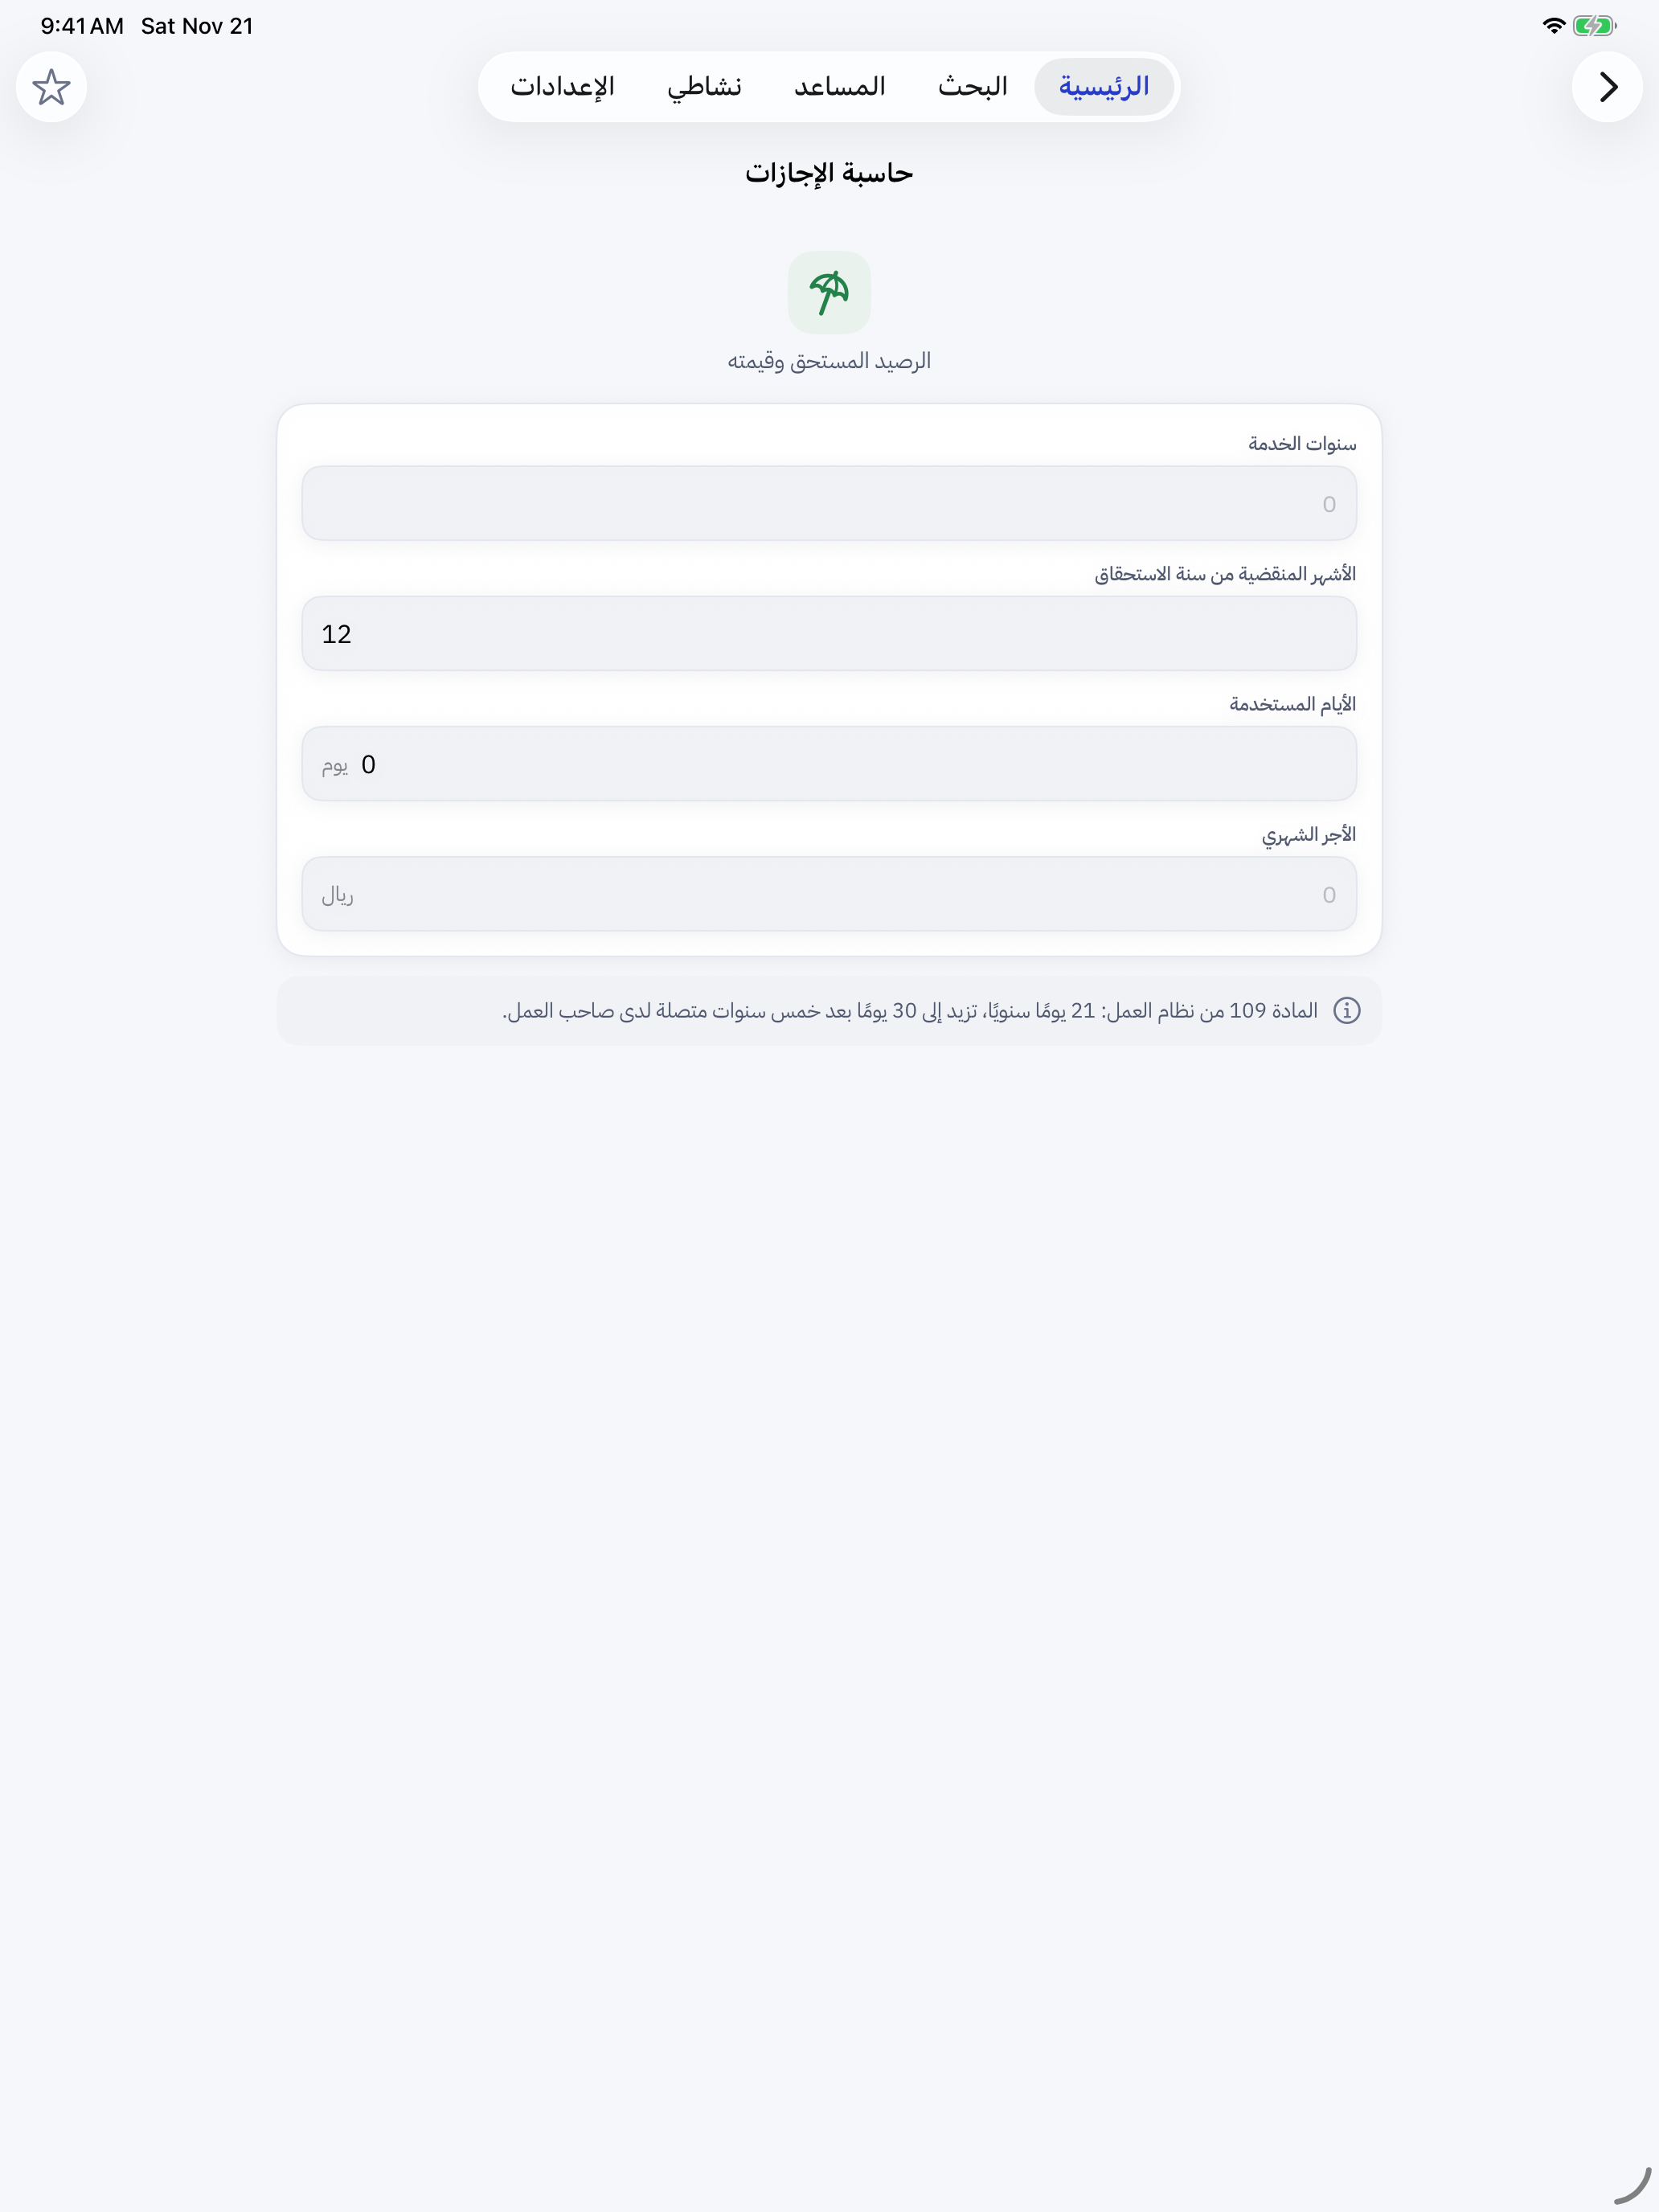 9:41 AM Sat Nov 21
الرئيسية البحث المساعد نشاطي الإعدادات
حاسبة الإجازات
الرصيد المستحق وقيمته
سنوات الخدمة
0
الأشهر المنقضية من سنة الاستحقاق
12
الأيام المستخدمة
0 يوم
الأجر الشهري
0 ريال
المادة 109 من نظام العمل: 21 يومًا سنويًا، تزيد إلى 30 يومًا بعد خمس سنوات متصلة لدى صاحب العمل.